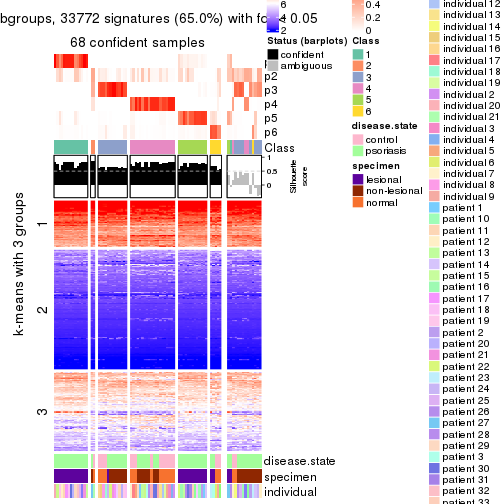 bgroups, 33772 signatures (65.0%) with fdr < 0.05
68 confident samples
p2
p3
p4
p5
p6
Class
1
0.5
0
Silhouette
score
k-means with 3 groups
1
2
3
disease.state
specimen
individual
6
4
2
0.4
0.2
0
Status (barplots)
confident
ambiguous
Class
1
2
3
4
5
6
disease.state
control
psoriasis
specimen
lesional
non-lesional
normal
individual 12
individual 13
individual 14
individual 15
individual 16
individual 17
individual 18
individual 19
individual 2
individual 20
individual 21
individual 3
individual 4
individual 5
individual 6
individual 7
individual 8
individual 9
patient 1
patient 10
patient 11
patient 12
patient 13
patient 14
patient 15
patient 16
patient 17
patient 18
patient 19
patient 2
patient 20
patient 21
patient 22
patient 23
patient 24
patient 25
patient 26
patient 27
patient 28
patient 29
patient 3
patient 30
patient 31
patient 32
patient 33